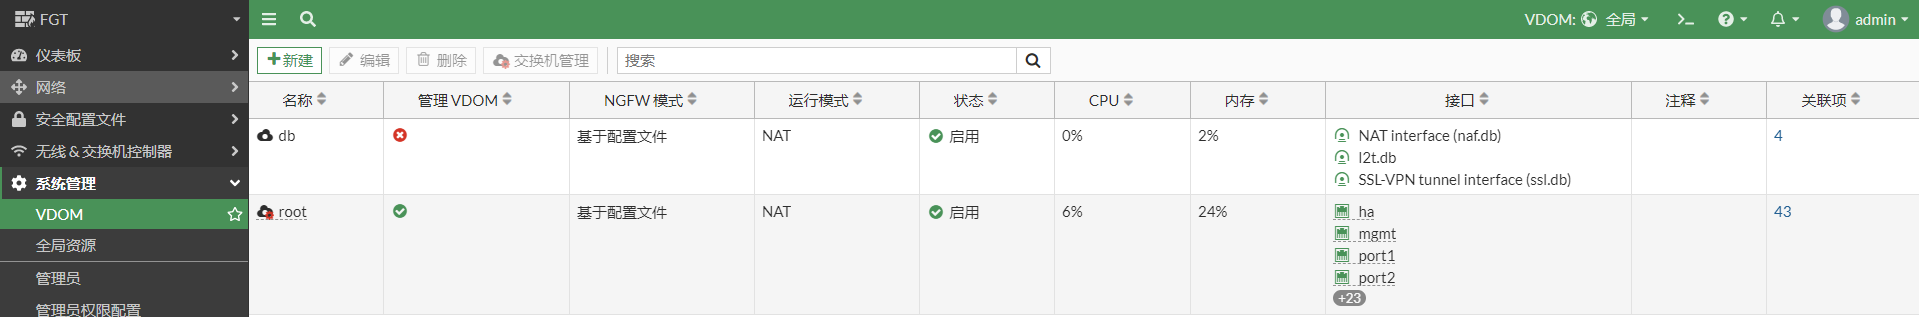 FGT
VDOM: 全局
admin
仪表板
网络
安全配置文件
无线 & 交换机控制器
系统管理
VDOM
全局资源
管理员
管理员权限配置
新建 编辑 删除 交换机管理 搜索
名称 管理 VDOM NGFW 模式 运行模式 状态 CPU 内存 接口 注释 关联项
db 基于配置文件 NAT 启用 0% 2% NAT interface (naf.db) 4
l2t.db
SSL-VPN tunnel interface (ssl.db)
root 基于配置文件 NAT 启用 6% 24% ha 43
mgmt
port1
port2
+23